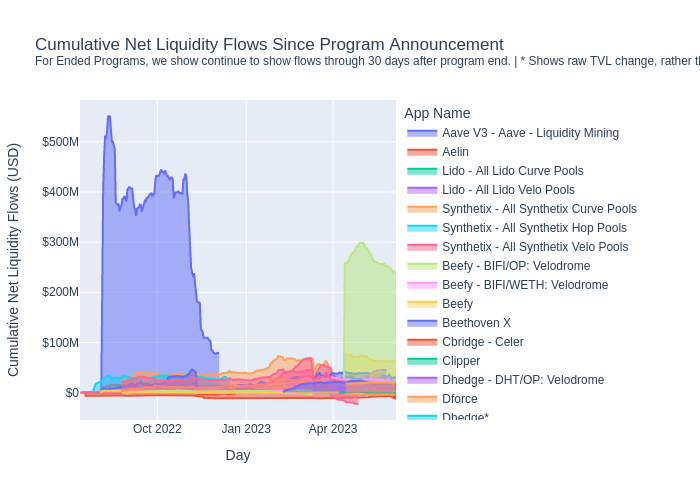 Cumulative Net Liquidity Flows Since Program Announcement
For Ended Programs, we show continue to show flows through 30 days after program end. | * Shows raw TVL change, rather
App Name
Aave V3 - Aave - Liquidity Mining
Aelin
Lido - All Lido Curve Pools
Lido - All Lido Velo Pools
Synthetix - All Synthetix Curve Pools
Synthetix - All Synthetix Hop Pools
Synthetix - All Synthetix Velo Pools
Beefy - BIFI/OP: Velodrome
Beefy - BIFI/WETH: Velodrome
Beefy
Beethoven X
Cbridge - Celer
Clipper
Dhedge - DHT/OP: Velodrome
Dforce
Dhedge*
Cumulative Net Liquidity Flows (USD)
$500M
$400M
$300M
$200M
$100M
$0
Oct 2022
Jan 2023
Apr 2023
Day